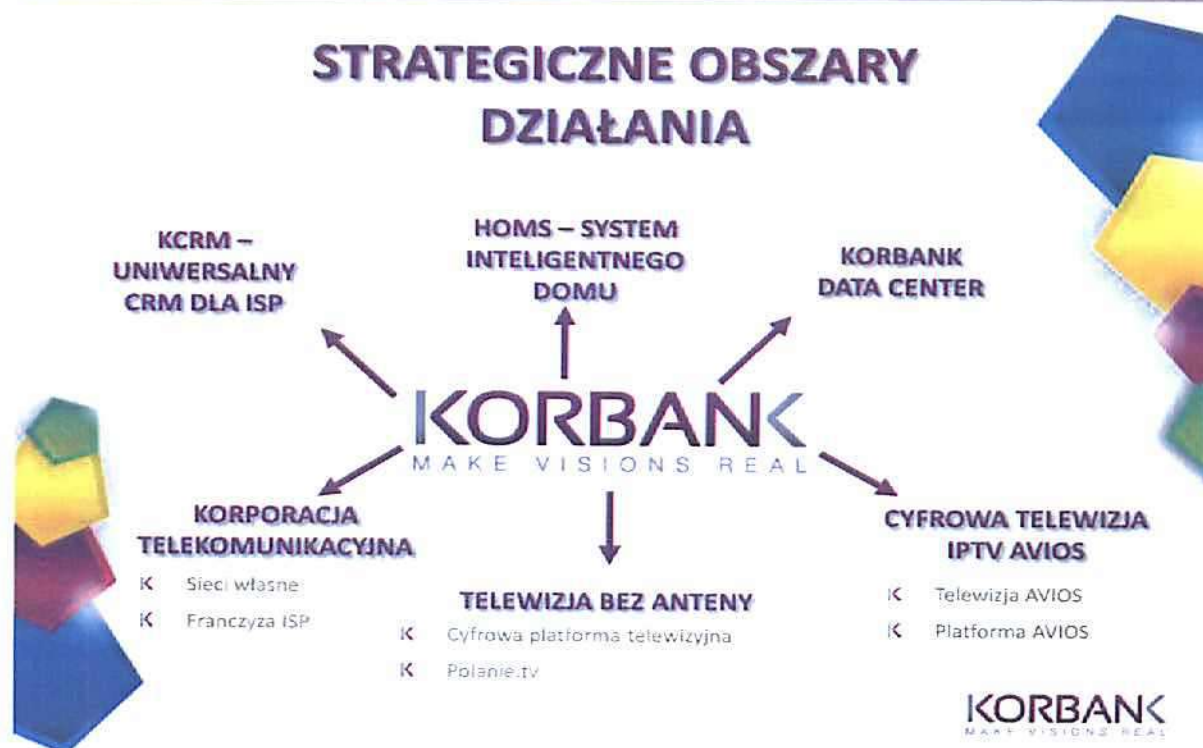 STRATEGICZNE OBSZARY
DZIAŁANIA
KCRM –
UNIWERSALNY
CRM DLA ISP
HOMS – SYSTEM
INTELIGENTNEGO
DOMU
KORBANK
DATA CENTER
KORBANK
MAKE VISIONS REAL
KORPORACJA
TELEKOMUNIKACYJNA
K Sieci własne
K Franczyza ISP
TELEWIZJA BEZ ANTENY
K Cyfrowa platforma telewizyjna
K Polanie.tv
CYFROWA TELEWIZJA
IPTV AVIOS
K Telewizja AVIOS
K Platforma AVIOS
KORBANK
MAKE VISIONS REAL